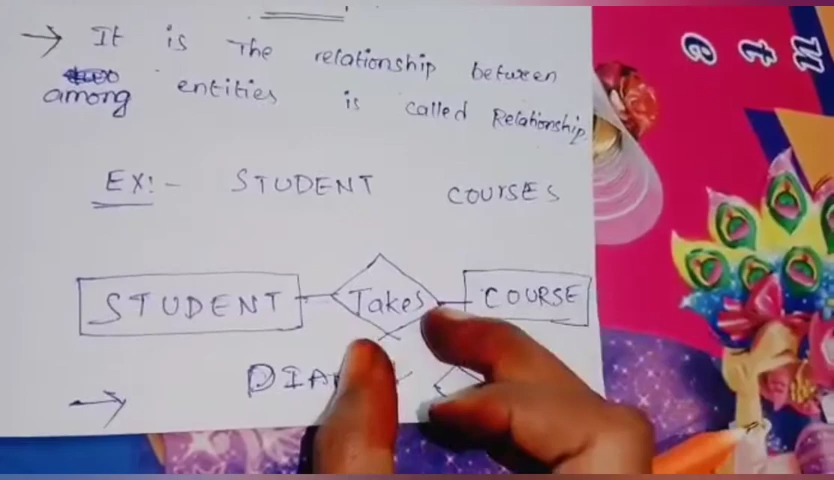 → It is The relationship between
among entities is called Relationship.
EX:- STUDENT COURSES
STUDENT Takes COURSE
→
e t n